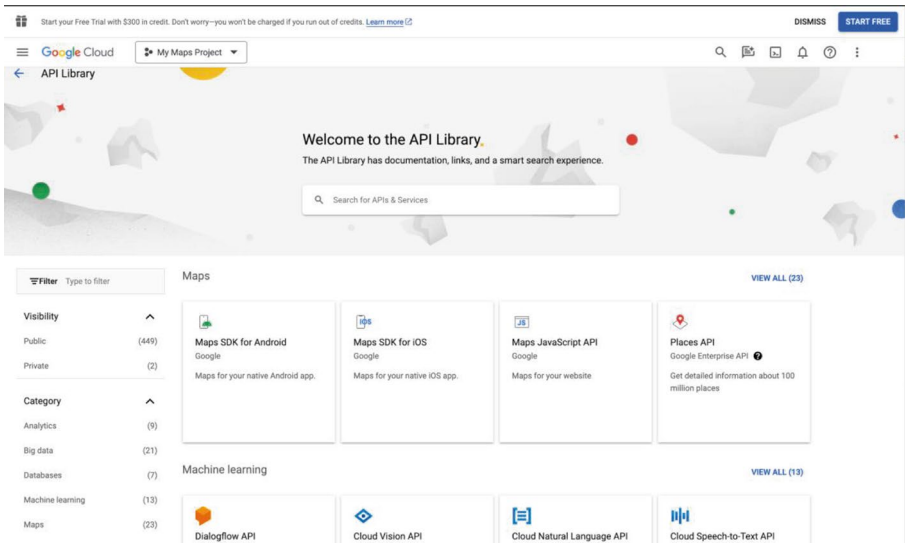 Start your Free Trial with $300 in credit. Don't worry—you won't be charged if you run out of credits. Learn more
DISMISS
START FREE
Google Cloud
My Maps Project
API Library
Welcome to the API Library.
The API Library has documentation, links, and a smart search experience.
Search for APIs & Services
Filter Type to filter
Visibility
Public (449)
Private (2)
Category
Analytics (9)
Big data (21)
Databases (7)
Machine learning (13)
Maps (23)
Maps
VIEW ALL (23)
Maps SDK for Android
Google
Maps for your native Android app.
iOS
Maps SDK for iOS
Google
Maps for your native iOS app.
JS
Maps JavaScript API
Google
Maps for your website
Places API
Google Enterprise API
Get detailed information about 100
million places
Machine learning
VIEW ALL (13)
Dialogflow API
Cloud Vision API
Cloud Natural Language API
Cloud Speech-to-Text API